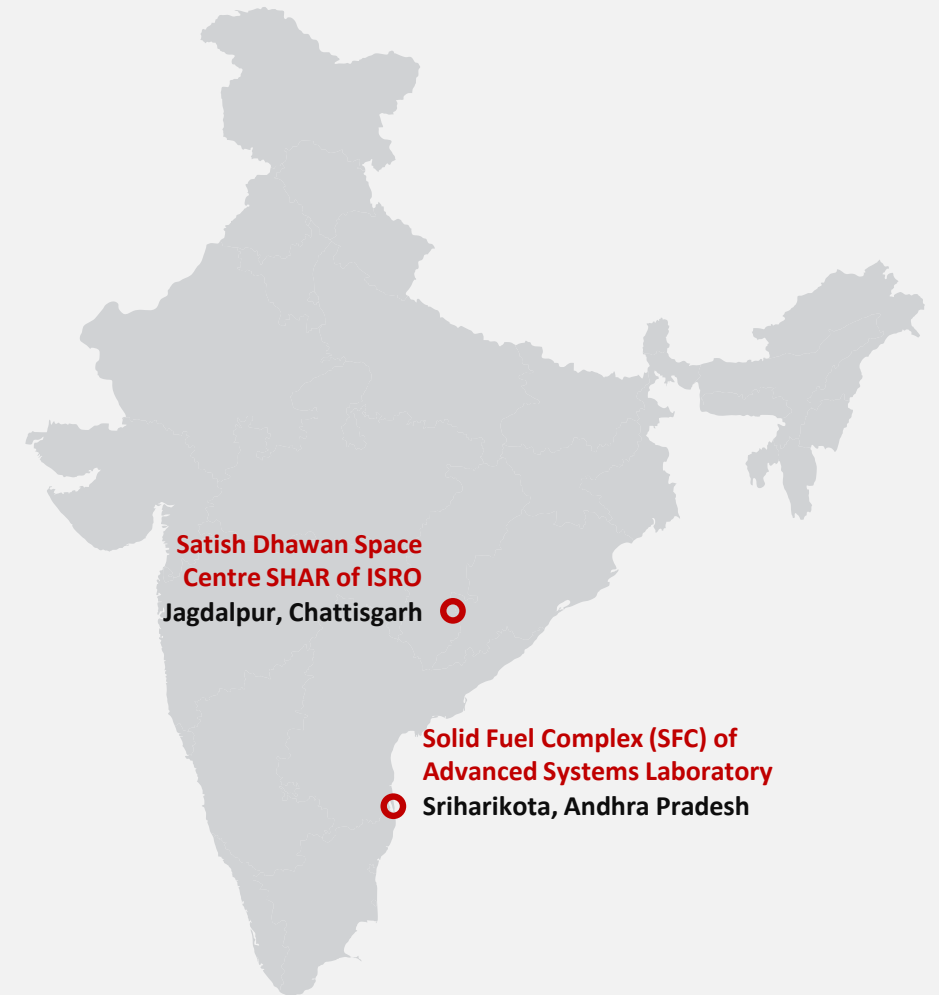 Satish Dhawan Space
Centre SHAR of ISRO
Jagdalpur, Chattisgarh
Solid Fuel Complex (SFC) of
Advanced Systems Laboratory
Sriharikota, Andhra Pradesh